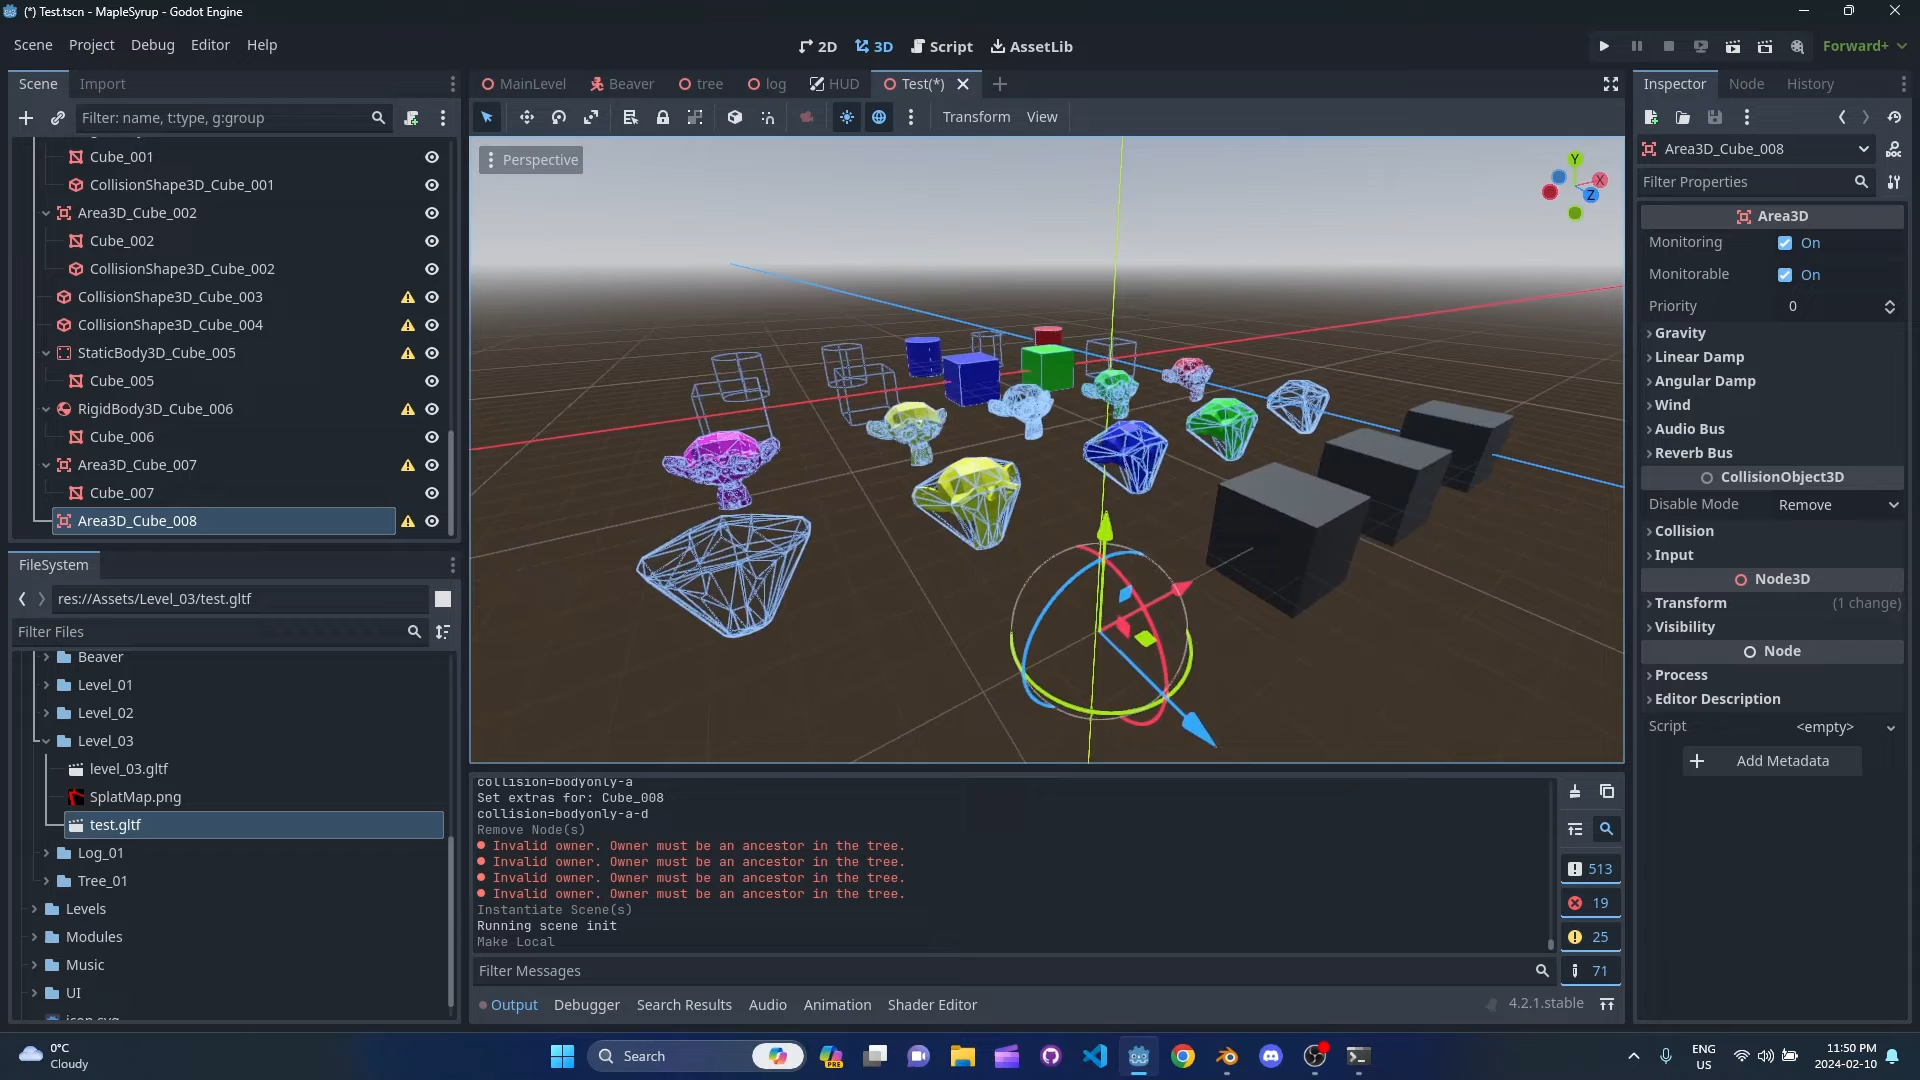 (*) Test.tscn - MapleSyrup - Godot Engine
Scene Project Debug Editor Help
2D 3D Script AssetLib
Forward+
Scene Import
Filter: name, t:type, g:group
Cube_001
CollisionShape3D_Cube_001
Area3D_Cube_002
Cube_002
CollisionShape3D_Cube_002
CollisionShape3D_Cube_003
CollisionShape3D_Cube_004
StaticBody3D_Cube_005
Cube_005
RigidBody3D_Cube_006
Cube_006
Area3D_Cube_007
Cube_007
Area3D_Cube_008
FileSystem
res://Assets/Level_03/test.gltf
Filter Files
Beaver
Level_01
Level_02
Level_03
level_03.gltf
SplatMap.png
test.gltf
Log_01
Tree_01
Levels
Modules
Music
UI
MainLevel Beaver tree log HUD Test(*)
Transform View
Perspective
Y
X
Z
collision=bodyonly-a
Set extras for: Cube_008
collision=bodyonly-a-d
Remove Node(s)
Invalid owner. Owner must be an ancestor in the tree.
Invalid owner. Owner must be an ancestor in the tree.
Invalid owner. Owner must be an ancestor in the tree.
Invalid owner. Owner must be an ancestor in the tree.
Instantiate Scene(s)
Running scene init
Make Local
513
19
25
71
Filter Messages
Output Debugger Search Results Audio Animation Shader Editor
4.2.1.stable
Inspector Node History
Area3D_Cube_008
DOC
Filter Properties
Area3D
Monitoring On
Monitorable On
Priority 0
Gravity
Linear Damp
Angular Damp
Wind
Audio Bus
Reverb Bus
CollisionObject3D
Disable Mode Remove
Collision
Input
Node3D
Transform (1 change)
Visibility
Node
Process
Editor Description
Script <empty>
Add Metadata
0°C
Cloudy
Search
PRE
ENG
US
11:50 PM
2024-02-10